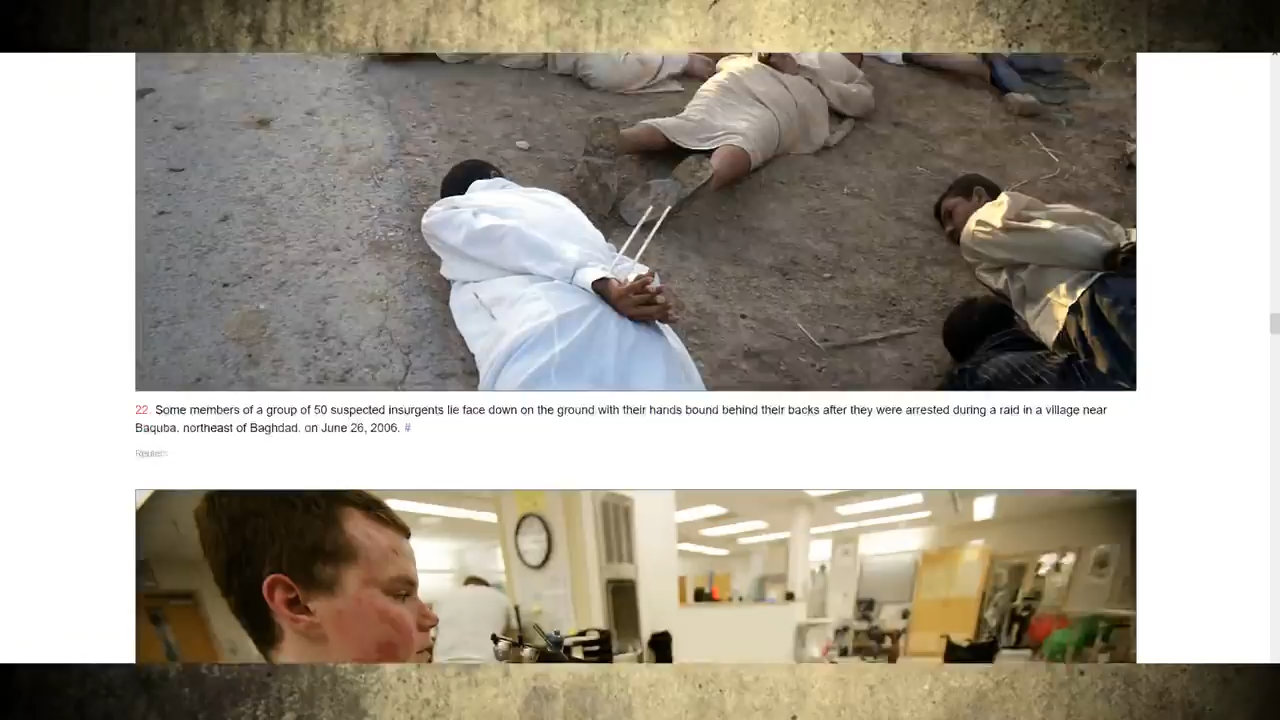 22. Some members of a group of 50 suspected insurgents lie face down on the ground with their hands bound behind their backs after they were arrested during a raid in a village near
Baquba, northeast of Baghdad, on June 26, 2006. #
Reuters